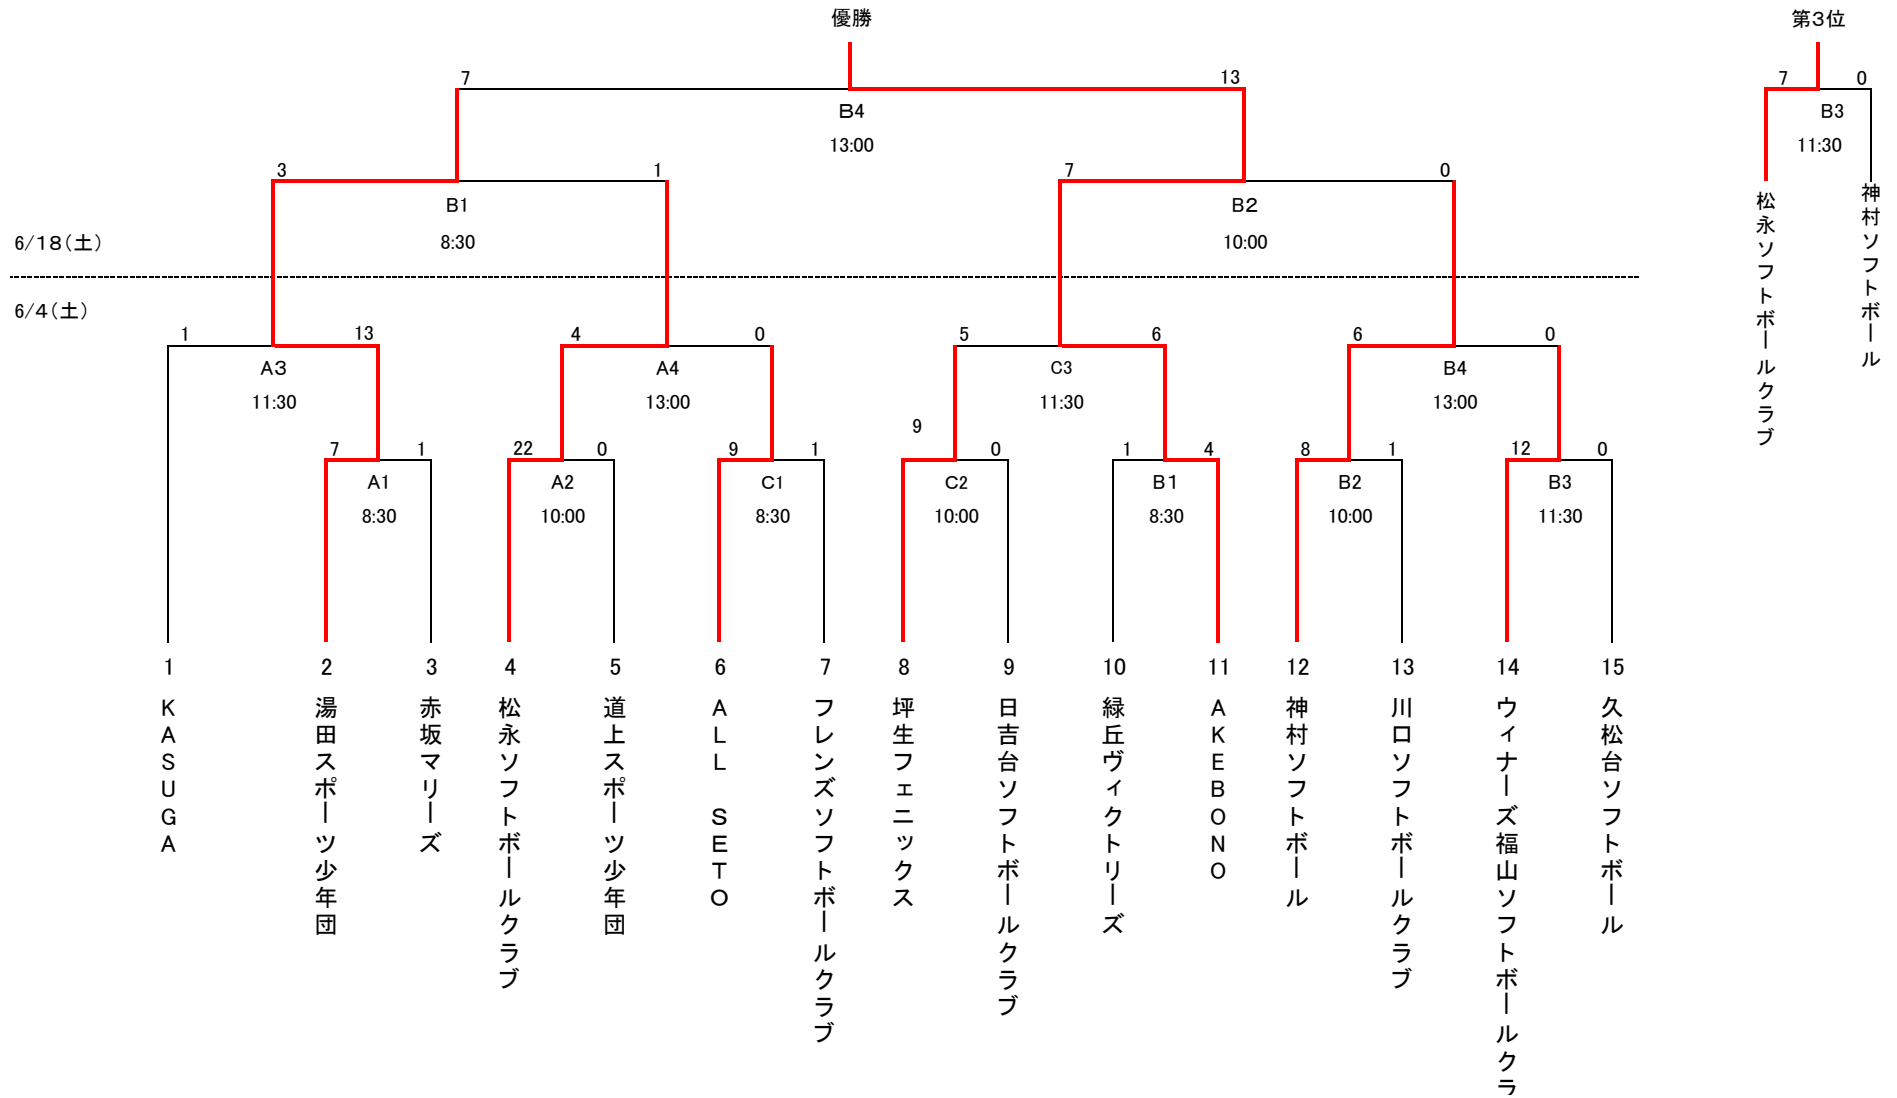 優勝
第3位
7
13
7
0
B4
B3
13:00
11:30
3
1
7
0
B1
B2
松永ソフトボールクラブ
神村ソフトボール
6/18(土)
8:30
10:00
6/4(土)
1
13
4
0
5
6
6
0
A3
A4
C3
B4
11:30
13:00
11:30
13:00
9
7
1
22
0
9
1
0
1
4
8
1
12
0
A1
A2
C1
C2
B1
B2
B3
8:30
10:00
8:30
10:00
8:30
10:00
11:30
1
2
3
4
5
6
7
8
9
10
11
12
13
14
15
KASUGA
湯田スポーツ少年団
赤坂マリーズ
松永ソフトボールクラブ
道上スポーツ少年団
ALL SETO
フレンズソフトボールクラブ
坪生フェニックス
日吉台ソフトボールクラブ
緑丘ヴィクトリーズ
AKEBONO
神村ソフトボール
川口ソフトボールクラブ
ウィナーズ福山ソフトボールクラ
久松台ソフトボール